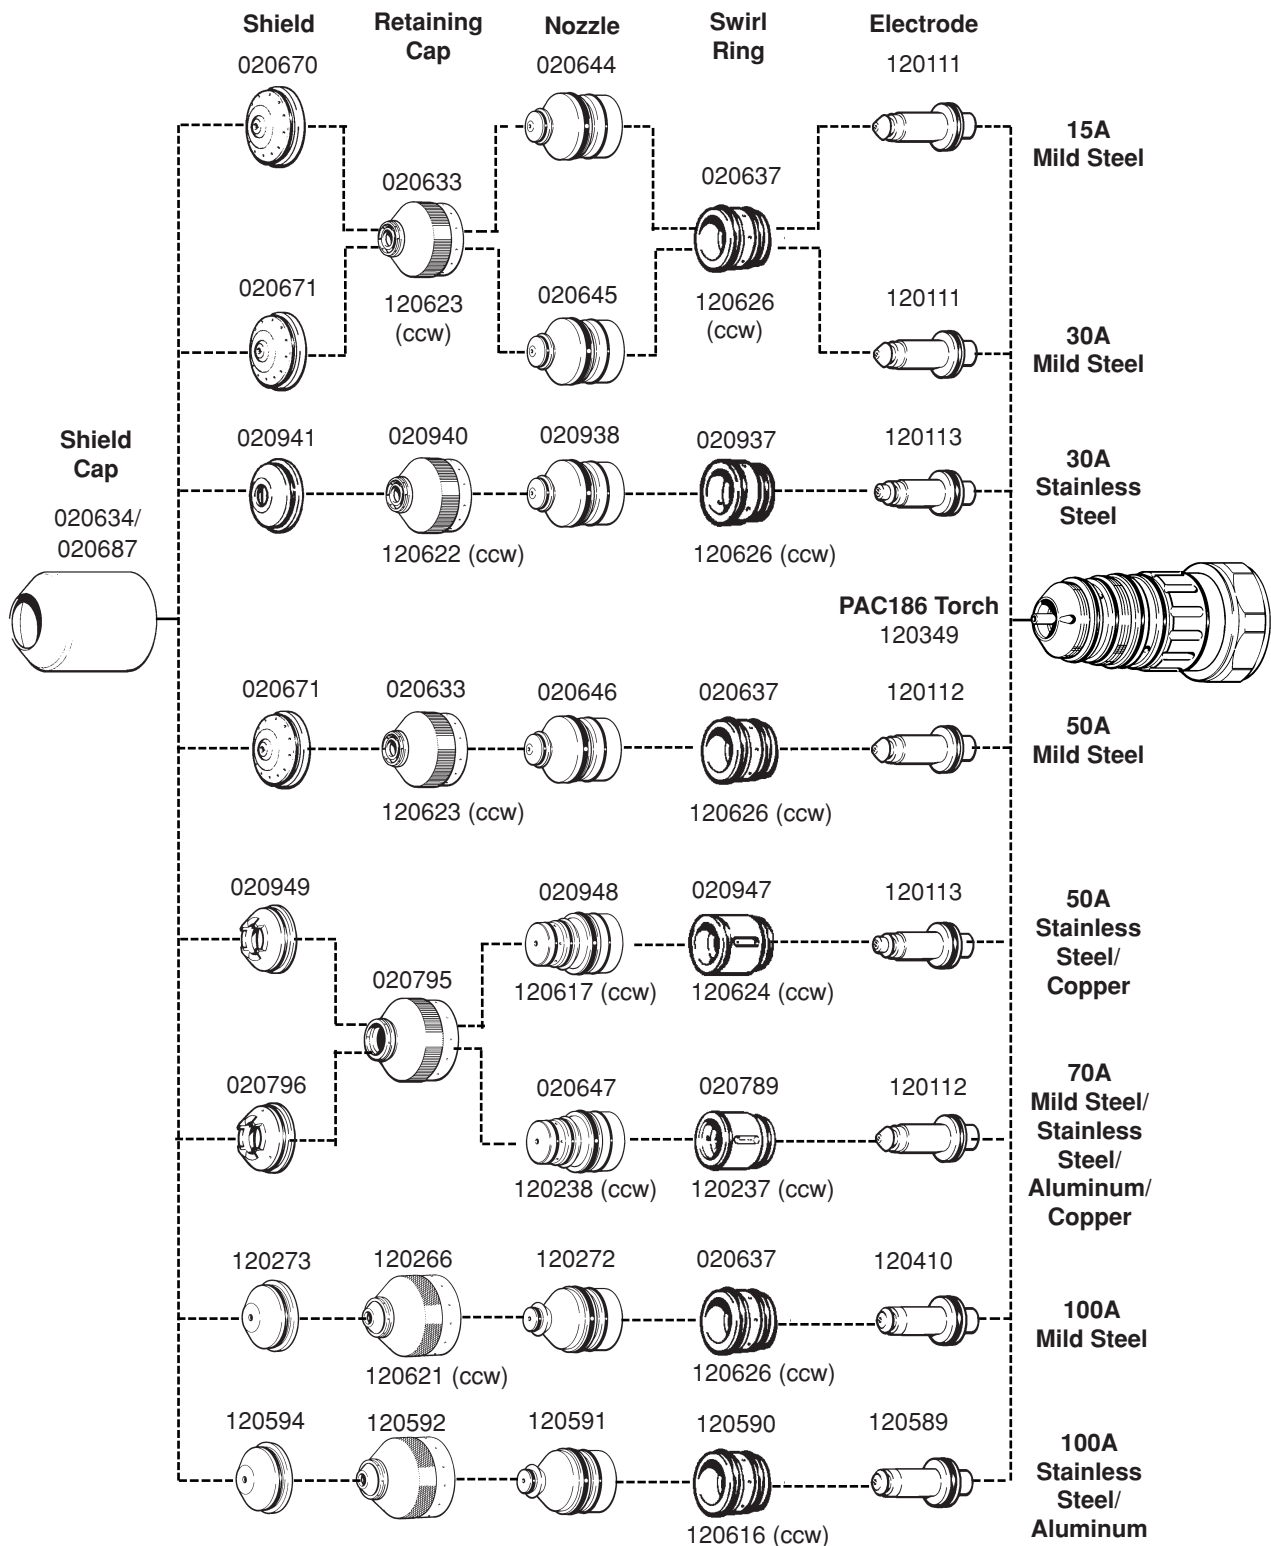 Shield
Retaining
Cap
Nozzle
Swirl
Ring
Electrode
020670
020644
120111
15A
Mild Steel
020633
020637
120623
(ccw)
120626
(ccw)
020671
020645
120111
30A
Mild Steel
020941
020940
020938
020937
120113
30A
Stainless
Steel
120622 (ccw)
120626 (ccw)
Shield
Cap
020634/
020687
PAC186 Torch
120349
020671
020633
020646
020637
120112
50A
Mild Steel
120623 (ccw)
120626 (ccw)
020949
020948
020947
120113
50A
Stainless
Steel/
Copper
020795
120617 (ccw)
120624 (ccw)
020796
020647
020789
120112
70A
Mild Steel/
Stainless
Steel/
Aluminum/
Copper
120238 (ccw)
120237 (ccw)
120273
120266
120272
020637
120410
100A
Mild Steel
120621 (ccw)
120626 (ccw)
120594
120592
120591
120590
120589
100A
Stainless
Steel/
Aluminum
120616 (ccw)